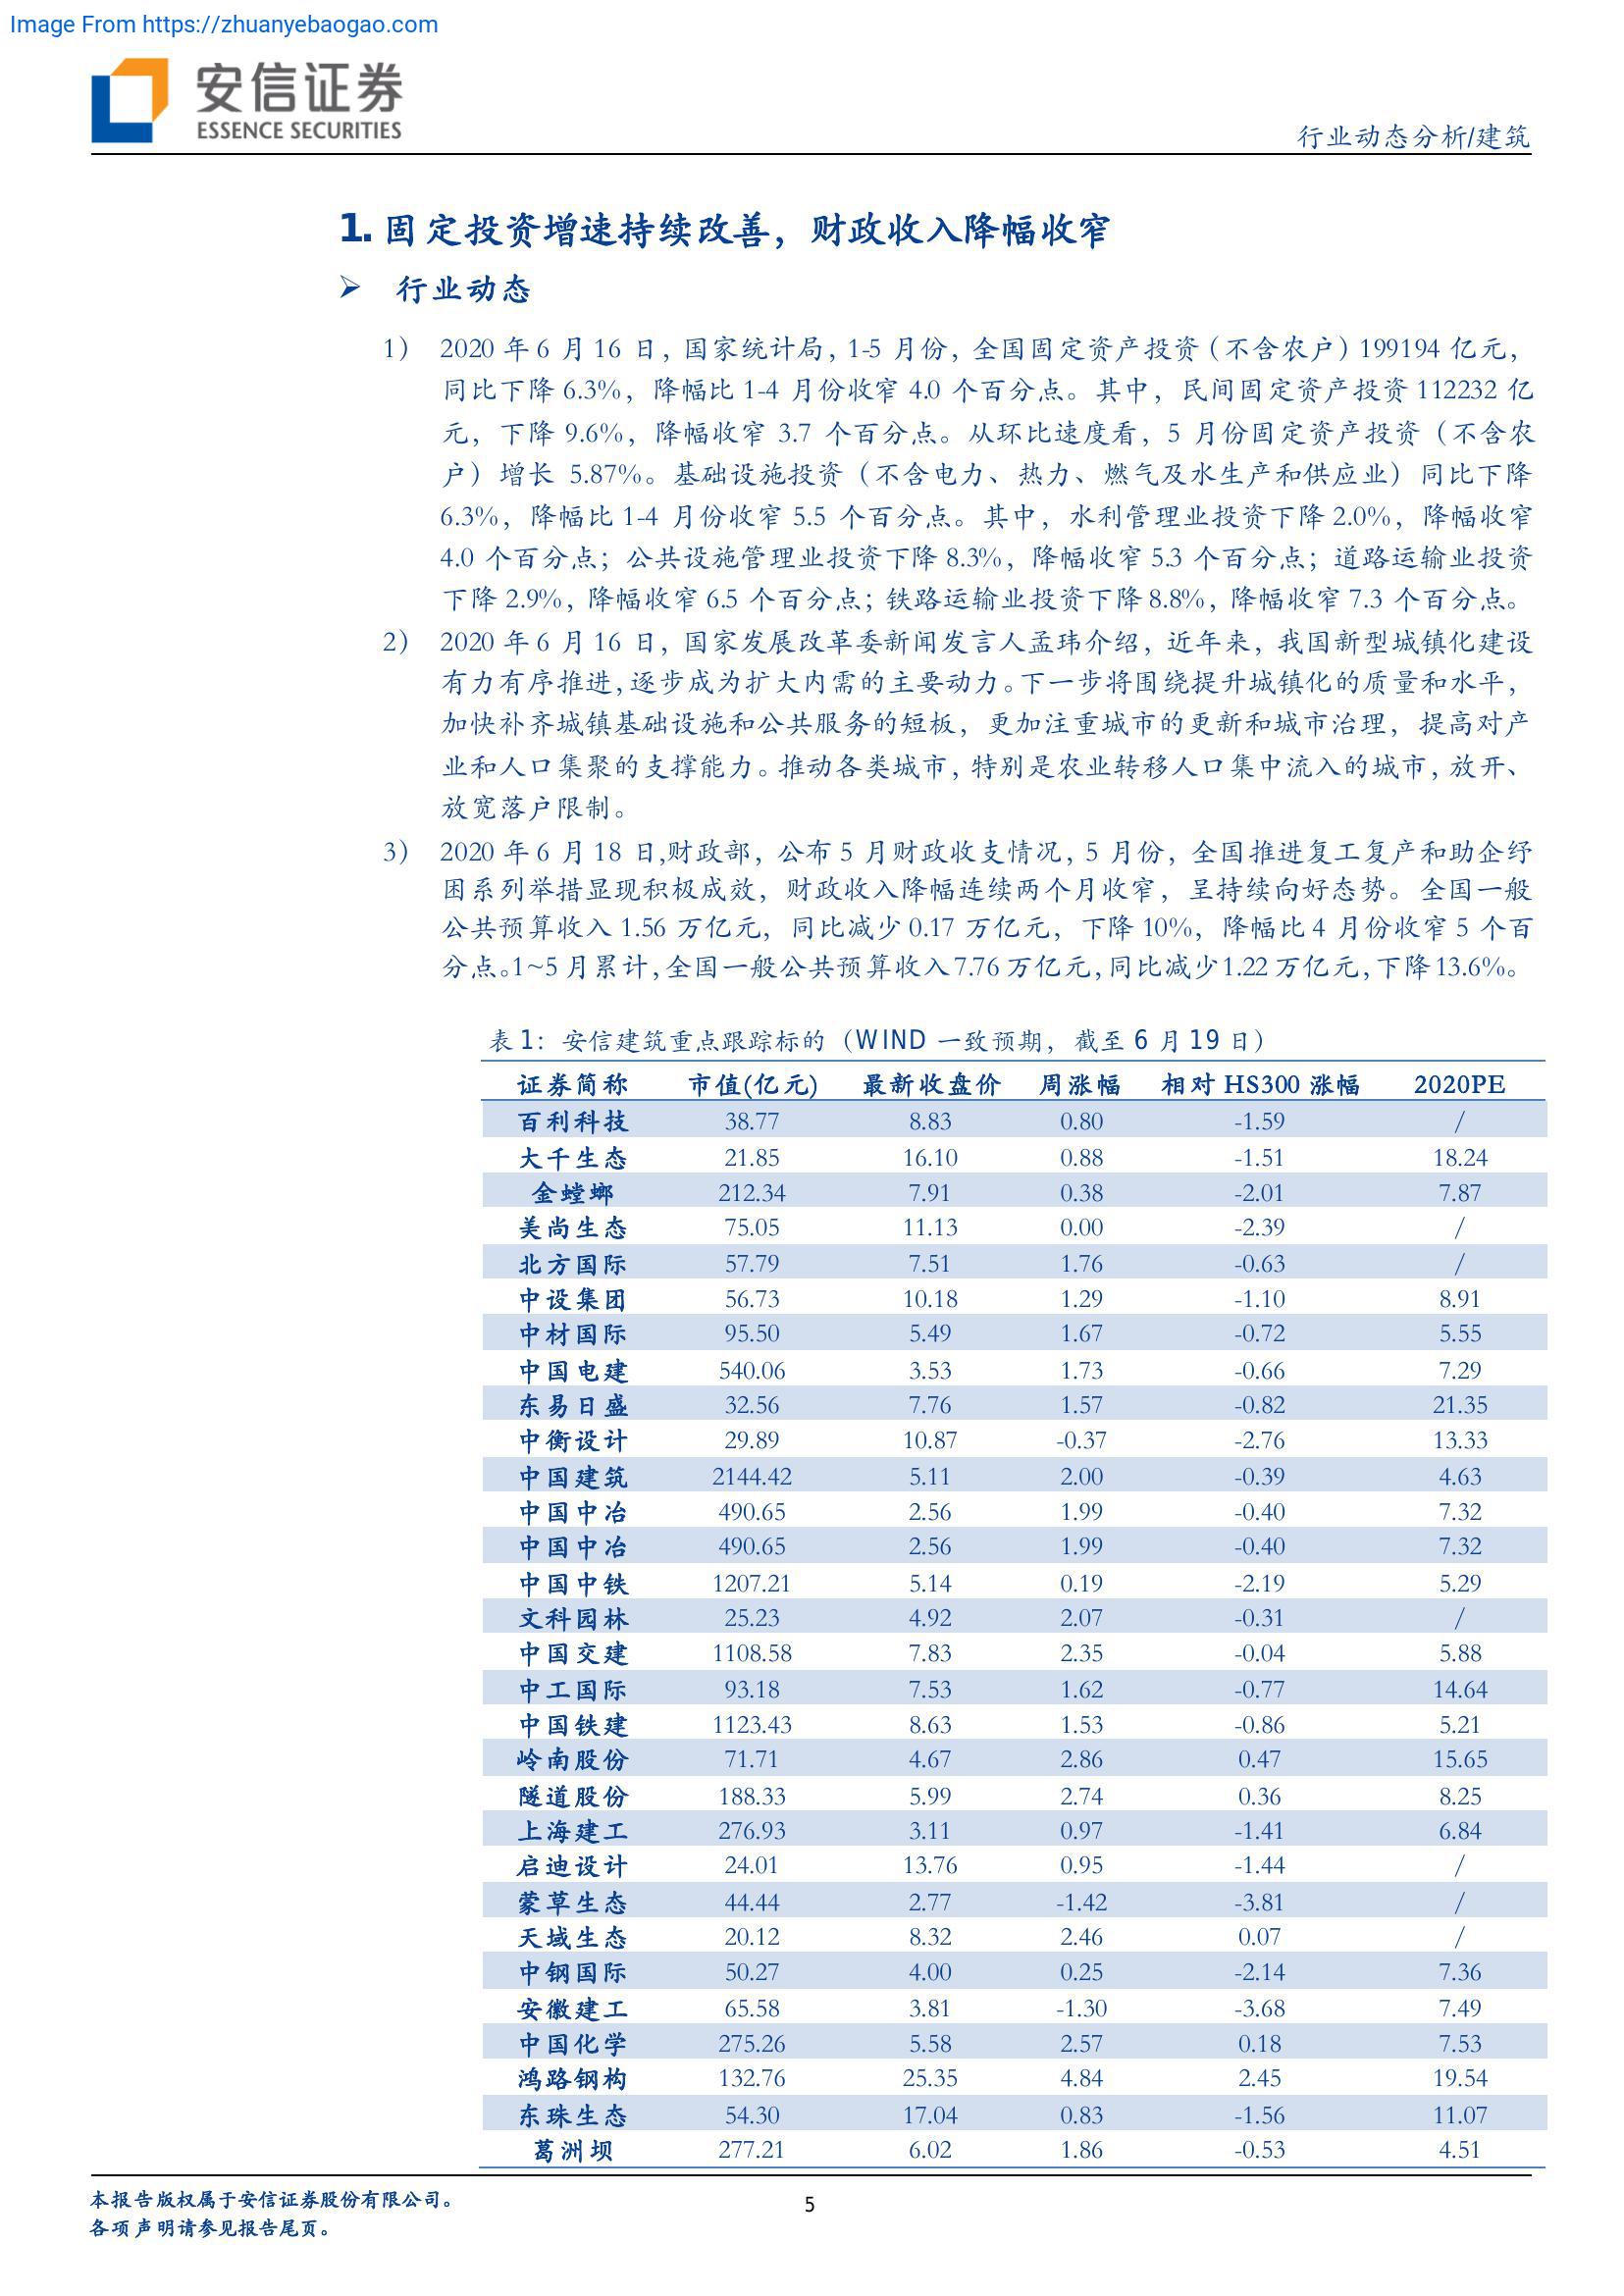 Image From https://zhuanyebaogao.com
安信证券
ESSENCE SECURITIES
行业动态分析/建筑
1. 固定投资增速持续改善，财政收入降幅收窄
➢ 行业动态
1） 2020 年 6 月 16 日，国家统计局，1-5 月份，全国固定资产投资（不含农户）199194 亿元，
同比下降 6.3%，降幅比 1-4 月份收窄 4.0 个百分点。其中，民间固定资产投资 112232 亿
元，下降 9.6%，降幅收窄 3.7 个百分点。从环比速度看，5 月份固定资产投资（不含农
户）增长 5.87%。基础设施投资（不含电力、热力、燃气及水生产和供应业）同比下降
6.3%，降幅比 1-4 月份收窄 5.5 个百分点。其中，水利管理业投资下降 2.0%，降幅收窄
4.0 个百分点；公共设施管理业投资下降 8.3%，降幅收窄 5.3 个百分点；道路运输业投资
下降 2.9%，降幅收窄 6.5 个百分点；铁路运输业投资下降 8.8%，降幅收窄 7.3 个百分点。
2） 2020 年 6 月 16 日，国家发展改革委新闻发言人孟玮介绍，近年来，我国新型城镇化建设
有力有序推进，逐步成为扩大内需的主要动力。下一步将围绕提升城镇化的质量和水平，
加快补齐城镇基础设施和公共服务的短板，更加注重城市的更新和城市治理，提高对产
业和人口集聚的支撑能力。推动各类城市，特别是农业转移人口集中流入的城市，放开、
放宽落户限制。
3） 2020 年 6 月 18 日,财政部，公布 5 月财政收支情况，5 月份，全国推进复工复产和助企纾
困系列举措显现积极成效，财政收入降幅连续两个月收窄，呈持续向好态势。全国一般
公共预算收入 1.56 万亿元，同比减少 0.17 万亿元，下降 10%，降幅比 4 月份收窄 5 个百
分点。1~5 月累计，全国一般公共预算收入 7.76 万亿元，同比减少 1.22 万亿元，下降 13.6%。
表 1：安信建筑重点跟踪标的（WIND 一致预期，截至 6 月 19 日）
证券简称 市值(亿元) 最新收盘价 周涨幅 相对 HS300 涨幅 2020PE
百利科技 38.77 8.83 0.80 -1.59 /
大千生态 21.85 16.10 0.88 -1.51 18.24
金螳螂 212.34 7.91 0.38 -2.01 7.87
美尚生态 75.05 11.13 0.00 -2.39 /
北方国际 57.79 7.51 1.76 -0.63 /
中设集团 56.73 10.18 1.29 -1.10 8.91
中材国际 95.50 5.49 1.67 -0.72 5.55
中国电建 540.06 3.53 1.73 -0.66 7.29
东易日盛 32.56 7.76 1.57 -0.82 21.35
中衡设计 29.89 10.87 -0.37 -2.76 13.33
中国建筑 2144.42 5.11 2.00 -0.39 4.63
中国中冶 490.65 2.56 1.99 -0.40 7.32
中国中冶 490.65 2.56 1.99 -0.40 7.32
中国中铁 1207.21 5.14 0.19 -2.19 5.29
文科园林 25.23 4.92 2.07 -0.31 /
中国交建 1108.58 7.83 2.35 -0.04 5.88
中工国际 93.18 7.53 1.62 -0.77 14.64
中国铁建 1123.43 8.63 1.53 -0.86 5.21
岭南股份 71.71 4.67 2.86 0.47 15.65
隧道股份 188.33 5.99 2.74 0.36 8.25
上海建工 276.93 3.11 0.97 -1.41 6.84
启迪设计 24.01 13.76 0.95 -1.44 /
蒙草生态 44.44 2.77 -1.42 -3.81 /
天域生态 20.12 8.32 2.46 0.07 /
中钢国际 50.27 4.00 0.25 -2.14 7.36
安徽建工 65.58 3.81 -1.30 -3.68 7.49
中国化学 275.26 5.58 2.57 0.18 7.53
鸿路钢构 132.76 25.35 4.84 2.45 19.54
东珠生态 54.30 17.04 0.83 -1.56 11.07
葛洲坝 277.21 6.02 1.86 -0.53 4.51
本报告版权属于安信证券股份有限公司。
各项声明请参见报告尾页。
5